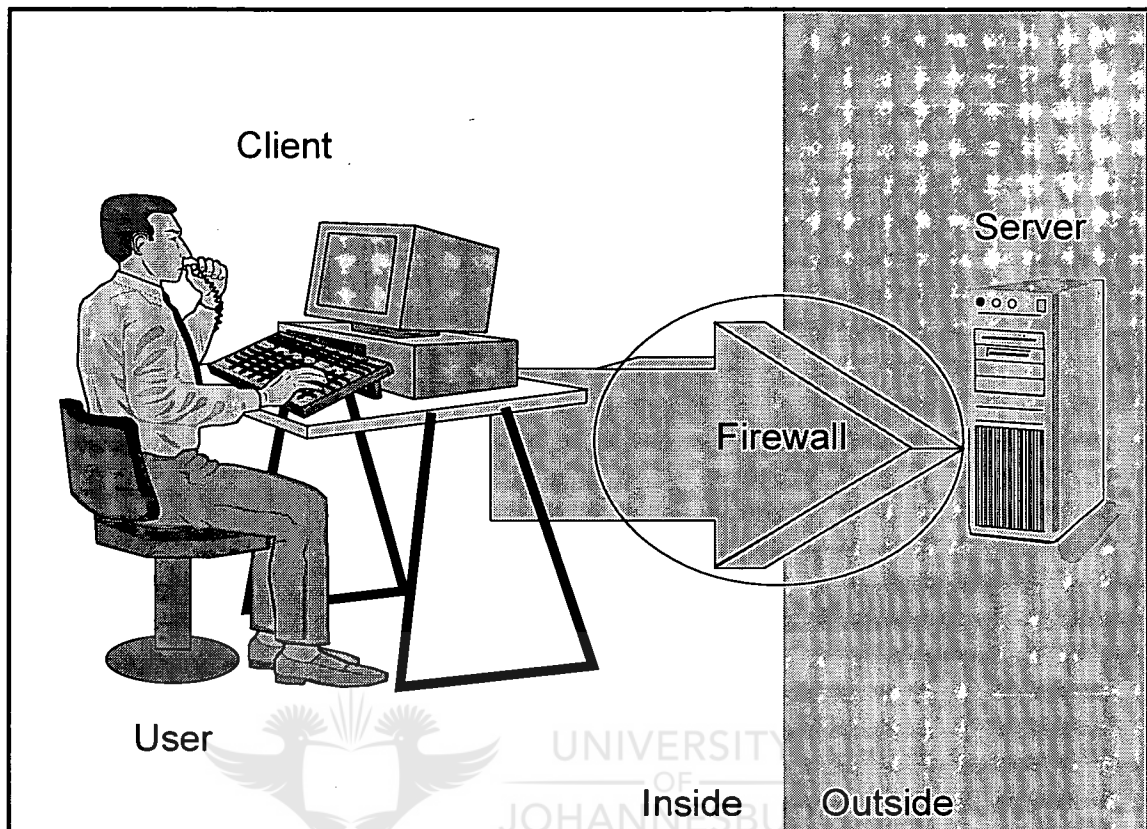 Client
Server
Firewall
User
UNIVERSITY
OF
JOHANNESBU
Inside Outside